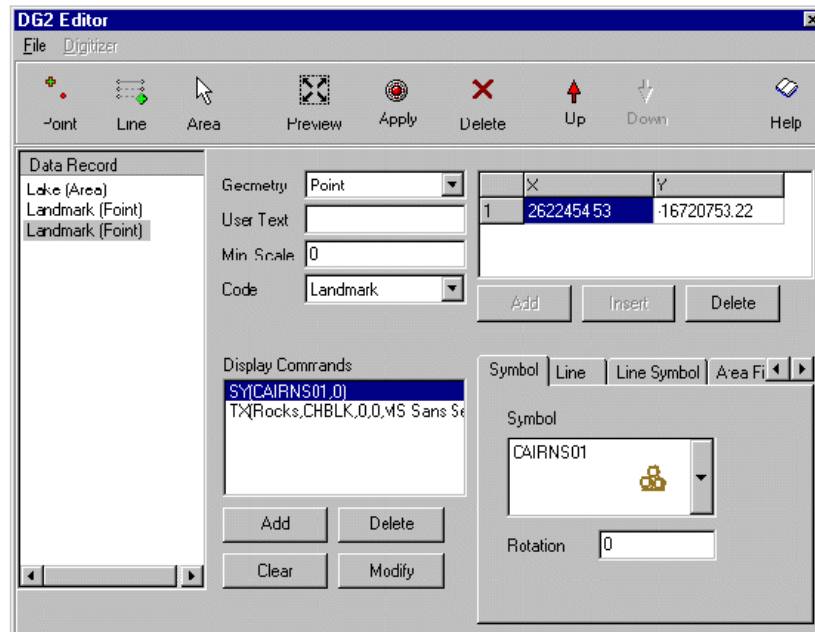 DG2 Editor
File Digitizer
Point Line Area Preview Apply Delete Up Down Help
Data Record
Lake (Area)
Landmark (Foint)
Landmark (Foint)
Geometry Point
User Text
Min. Scale 0
Code Landmark
X Y
1 2622454 53 -16720753.22
Add Insert Delete
Display Commands
SY(CAIRNS01,0)
TX(Rocks,CHBLK,0,0,MS Sans Se
Add Delete
Clear Modify
Symbol Line Line Symbol Area Fi
Symbol
CAIRNS01
Rotation 0